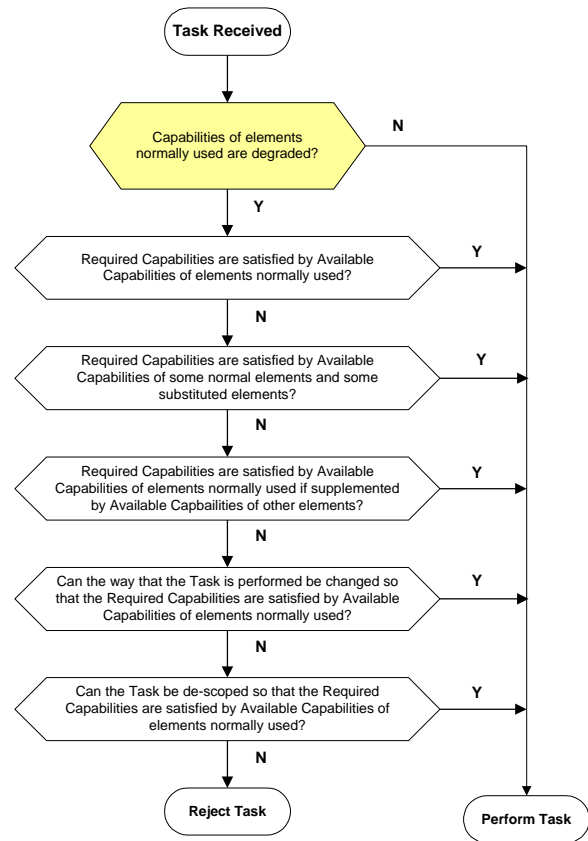 Task Received
Capabilities of elements
normally used are degraded?
N
Y
Required Capabilities are satisfied by Available
Capabilities of elements normally used?
Y
N
Required Capabilities are satisfied by Available
Capabilities of some normal elements and some
substituted elements?
Y
N
Required Capabilities are satisfied by Available
Capabilities of elements normally used if supplemented
by Available Capbailities of other elements?
Y
N
Can the way that the Task is performed be changed so
that the Required Capabilities are satisfied by Available
Capabilities of elements normally used?
Y
N
Can the Task be de-scoped so that the Required
Capabilities are satisfied by Available Capabilities of
elements normally used?
Y
N
Reject Task
Perform Task